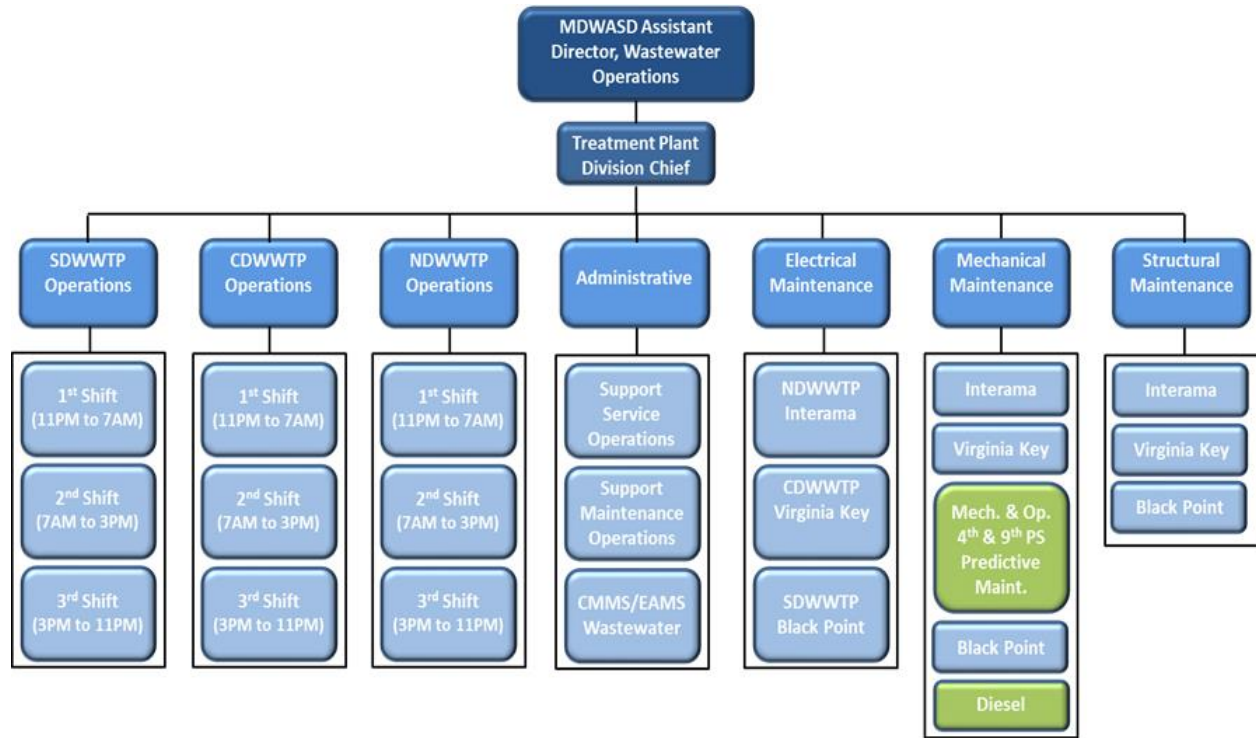 MDWASD Assistant
Director, Wastewater
Operations
Treatment Plant
Division Chief
SDWWTP
Operations
CDWWTP
Operations
NDWWTP
Operations
Administrative
Electrical
Maintenance
Mechanical
Maintenance
Structural
Maintenance
1st Shift
(11PM to 7AM)
2nd Shift
(7AM to 3PM)
3rd Shift
(3PM to 11PM)
1st Shift
(11PM to 7AM)
2nd Shift
(7AM to 3PM)
3rd Shift
(3PM to 11PM)
1st Shift
(11PM to 7AM)
2nd Shift
(7AM to 3PM)
3rd Shift
(3PM to 11PM)
Support
Service
Operations
Support
Maintenance
Operations
CMMS/EAMS
Wastewater
NDWWTP
Interama
CDWWTP
Virginia Key
SDWWTP
Black Point
Interama
Virginia Key
Mech. & Op.
4th & 9th PS
Predictive
Maint.
Black Point
Diesel
Interama
Virginia Key
Black Point